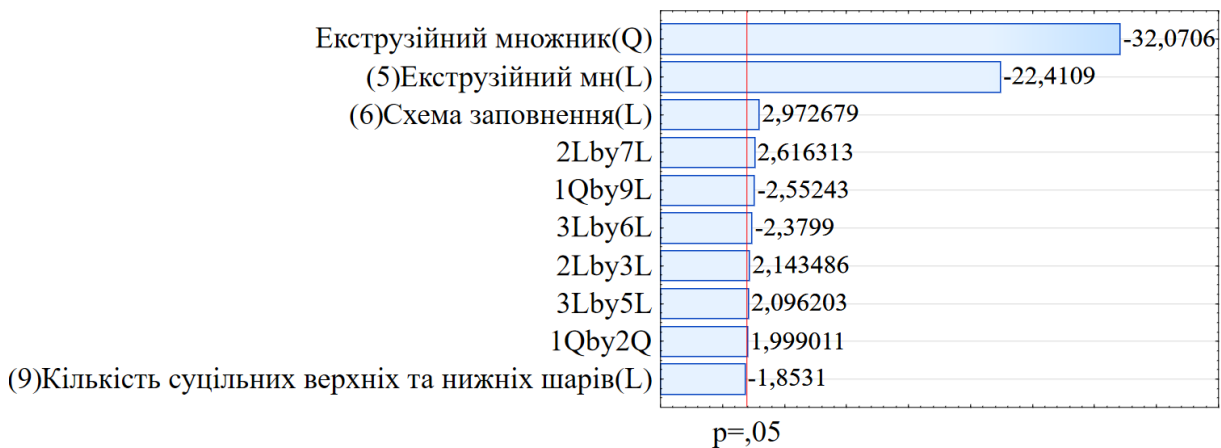 Екструзійний множник(Q) -32,0706
(5)Екструзійний мн(L) -22,4109
(6)Схема заповнення(L) 2,972679
2Lby7L 2,616313
1Qby9L -2,55243
3Lby6L -2,3799
2Lby3L 2,143486
3Lby5L 2,096203
1Qby2Q 1,999011
(9)Кількість суцільних верхніх та нижніх шарів(L) -1,8531
p=,05